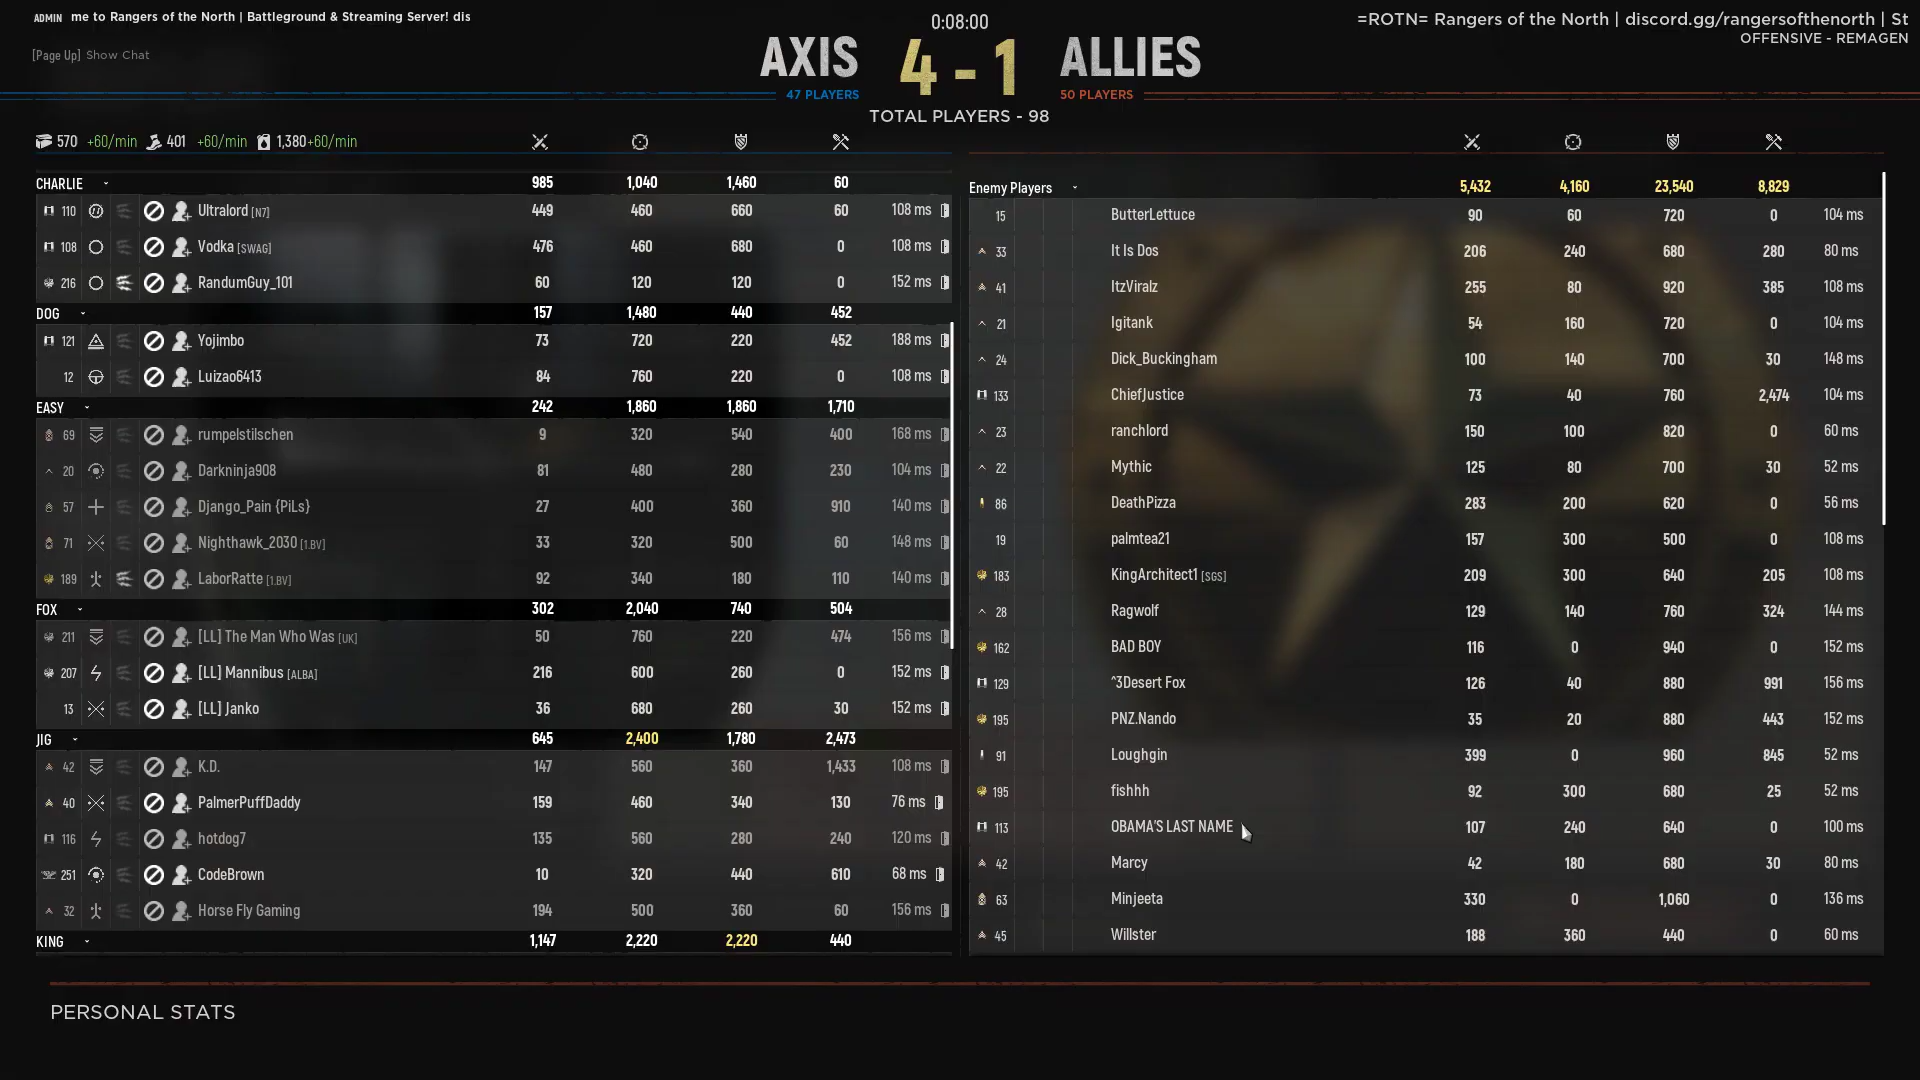 ADMIN me to Rangers of the North | Battleground & Streaming Server! dis
[Page Up] Show Chat
0:08:00
AXIS 4 - 1 ALLIES
47 PLAYERS 50 PLAYERS
TOTAL PLAYERS - 98
=ROTN= Rangers of the North | discord.gg/rangersofthenorth | St
OFFENSIVE - REMAGEN
570 +60/min 401 +60/min 1,380 +60/min
CHARLIE 985 1,040 1,460 60
110 Ultralord [N7] 449 460 660 60 108 ms
108 Vodka [SWAG] 476 460 680 0 108 ms
216 RandumGuy_101 60 120 120 0 152 ms
DOG 157 1,480 440 452
121 Yojimbo 73 720 220 452 188 ms
12 Luizao6413 84 760 220 0 108 ms
EASY 242 1,860 1,860 1,710
69 rumpelstilschen 9 320 540 400 168 ms
20 Darkninja908 81 480 280 230 104 ms
57 Django_Pain {PiLs} 27 400 360 910 140 ms
71 Nighthawk_2030 [1.BV] 33 320 500 60 148 ms
189 LaborRatte [1.BV] 92 340 180 110 140 ms
FOX 302 2,040 740 504
211 [LL] The Man Who Was [UK] 50 760 220 474 156 ms
207 [LL] Mannibus [ALBA] 216 600 260 0 152 ms
13 [LL] Janko 36 680 260 30 152 ms
JIG 645 2,400 1,780 2,473
42 K.D. 147 560 360 1,433 108 ms
40 PalmerPuffDaddy 159 460 340 130 76 ms
116 hotdog7 135 560 280 240 120 ms
251 CodeBrown 10 320 440 610 68 ms
32 Horse Fly Gaming 194 500 360 60 156 ms
KING 1,147 2,220 2,220 440
Enemy Players 5,432 4,160 23,540 8,829
15 ButterLettuce 90 60 720 0 104 ms
33 It Is Dos 206 240 680 280 80 ms
41 ItzViralz 255 80 920 385 108 ms
21 Igitank 54 160 720 0 104 ms
24 Dick_Buckingham 100 140 700 30 148 ms
133 ChiefJustice 73 40 760 2,474 104 ms
23 ranchlord 150 100 820 0 60 ms
22 Mythic 125 80 700 30 52 ms
86 DeathPizza 283 200 620 0 56 ms
19 palmtea21 157 300 500 0 108 ms
183 KingArchitect1 [SGS] 209 300 640 205 108 ms
28 Ragwolf 129 140 760 324 144 ms
162 BAD BOY 116 0 940 0 152 ms
129 ^3Desert Fox 126 40 880 991 156 ms
195 PNZ.Nando 35 20 880 443 152 ms
91 Loughgin 399 0 960 845 52 ms
195 fishhh 92 300 680 25 52 ms
113 OBAMA'S LAST NAME 107 240 640 0 100 ms
42 Marcy 42 180 680 30 80 ms
63 Minjeeta 330 0 1,060 0 136 ms
45 Willster 188 360 440 0 60 ms
PERSONAL STATS